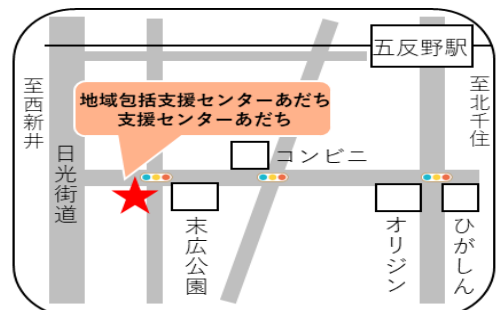 五反野駅
至西新井
至北千住
地域包括支援センターあだち
支援センターあだち
日光街道
コンビニ
末広公園
オリジン
ひがしん